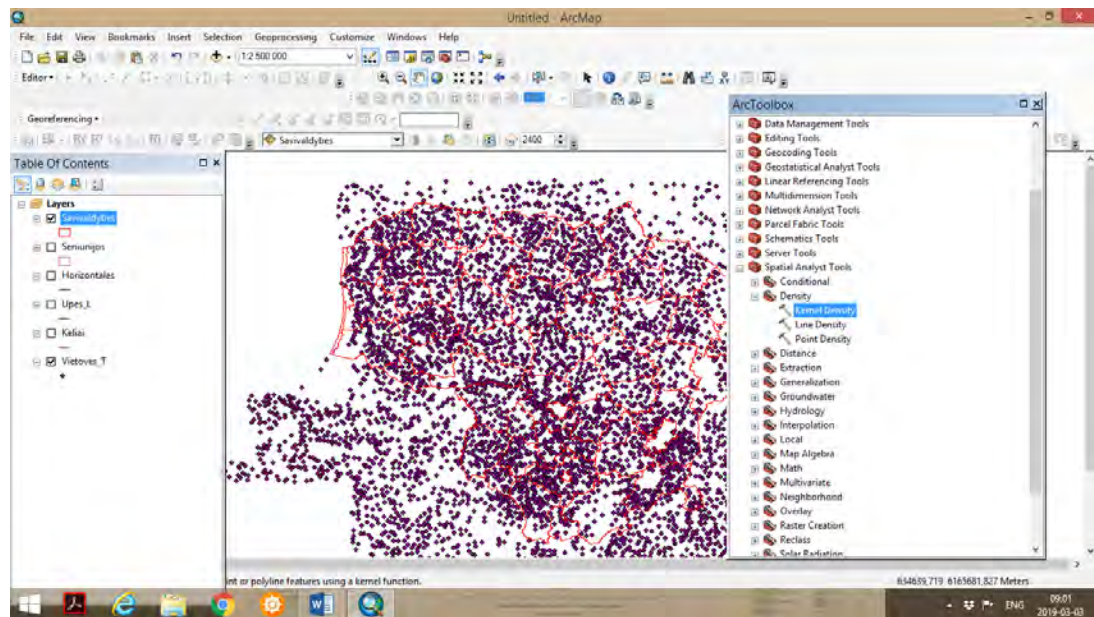 Untitled - ArcMap
File Edit View Bookmarks Insert Selection Geoprocessing Customize Windows Help
1:2 500 000
Editor
Georeferencing
Savivaldybes
2400
Table Of Contents
Layers
Savivaldybes
Seniunijos
Horizontales
Upes_L
Keliai
Vietoves_T
ArcToolbox
Data Management Tools
Editing Tools
Geocoding Tools
Geostatistical Analyst Tools
Linear Referencing Tools
Multidimension Tools
Network Analyst Tools
Parcel Fabric Tools
Schematics Tools
Server Tools
Spatial Analyst Tools
Conditional
Density
Kernel Density
Line Density
Point Density
Distance
Extraction
Generalization
Groundwater
Hydrology
Interpolation
Local
Map Algebra
Math
Multivariate
Neighborhood
Overlay
Raster Creation
Reclass
Solar Radiation
int or polyline features using a kernel function.
634639,719 6165681,827 Meters
ENG
09:01
2019-03-03